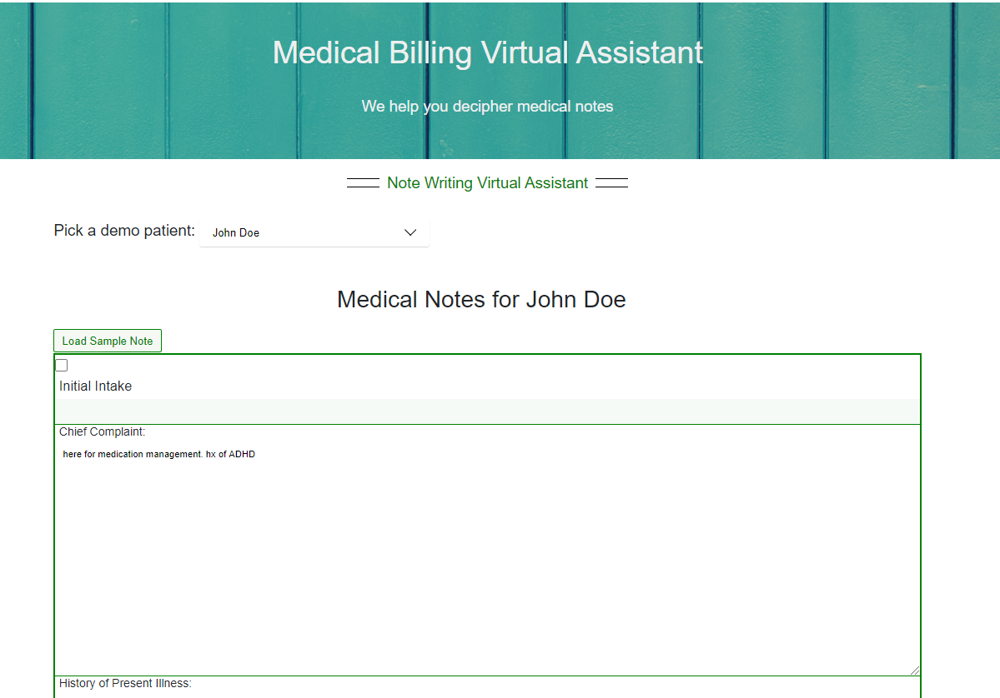 Medical Billing Virtual Assistant
We help you decipher medical notes
Note Writing Virtual Assistant
Pick a demo patient: John Doe
Medical Notes for John Doe
Load Sample Note
Initial Intake
Chief Complaint:
here for medication management. hx of ADHD
History of Present Illness: